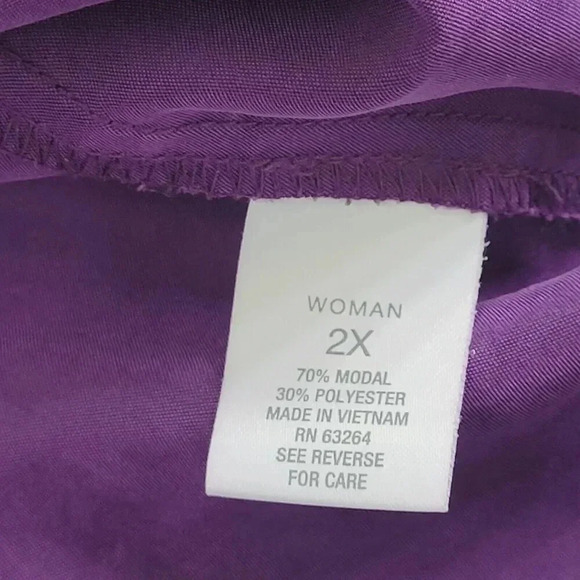 WOMAN
2X
70% MODAL
30% POLYESTER
MADE IN VIETNAM
RN 63264
SEE REVERSE
FOR CARE